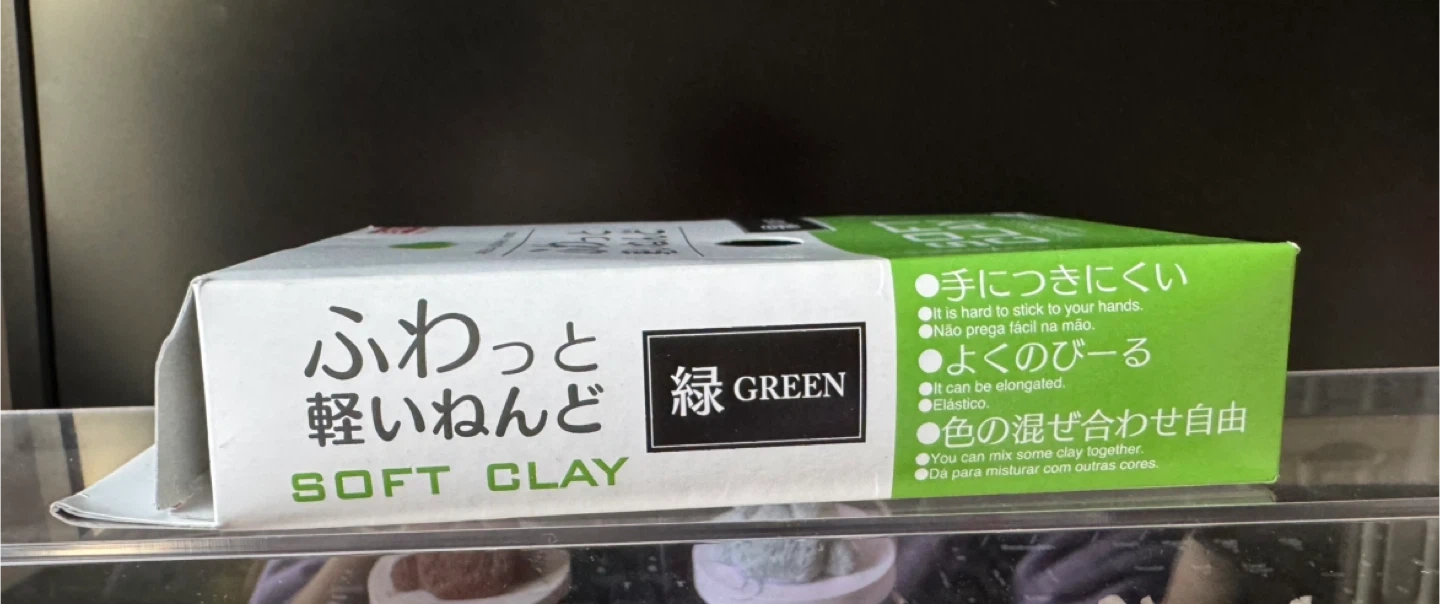 ふわっと
軽いねんど
SOFT CLAY
緑 GREEN
●手につきにくい
●It is hard to stick to your hands.
●Não prega fácil na mão.
●よくのびーる
●It can be elongated.
●Elástico.
●色の混ぜ合わせ自由
●You can mix some clay together.
●Dá para misturar com outras cores.